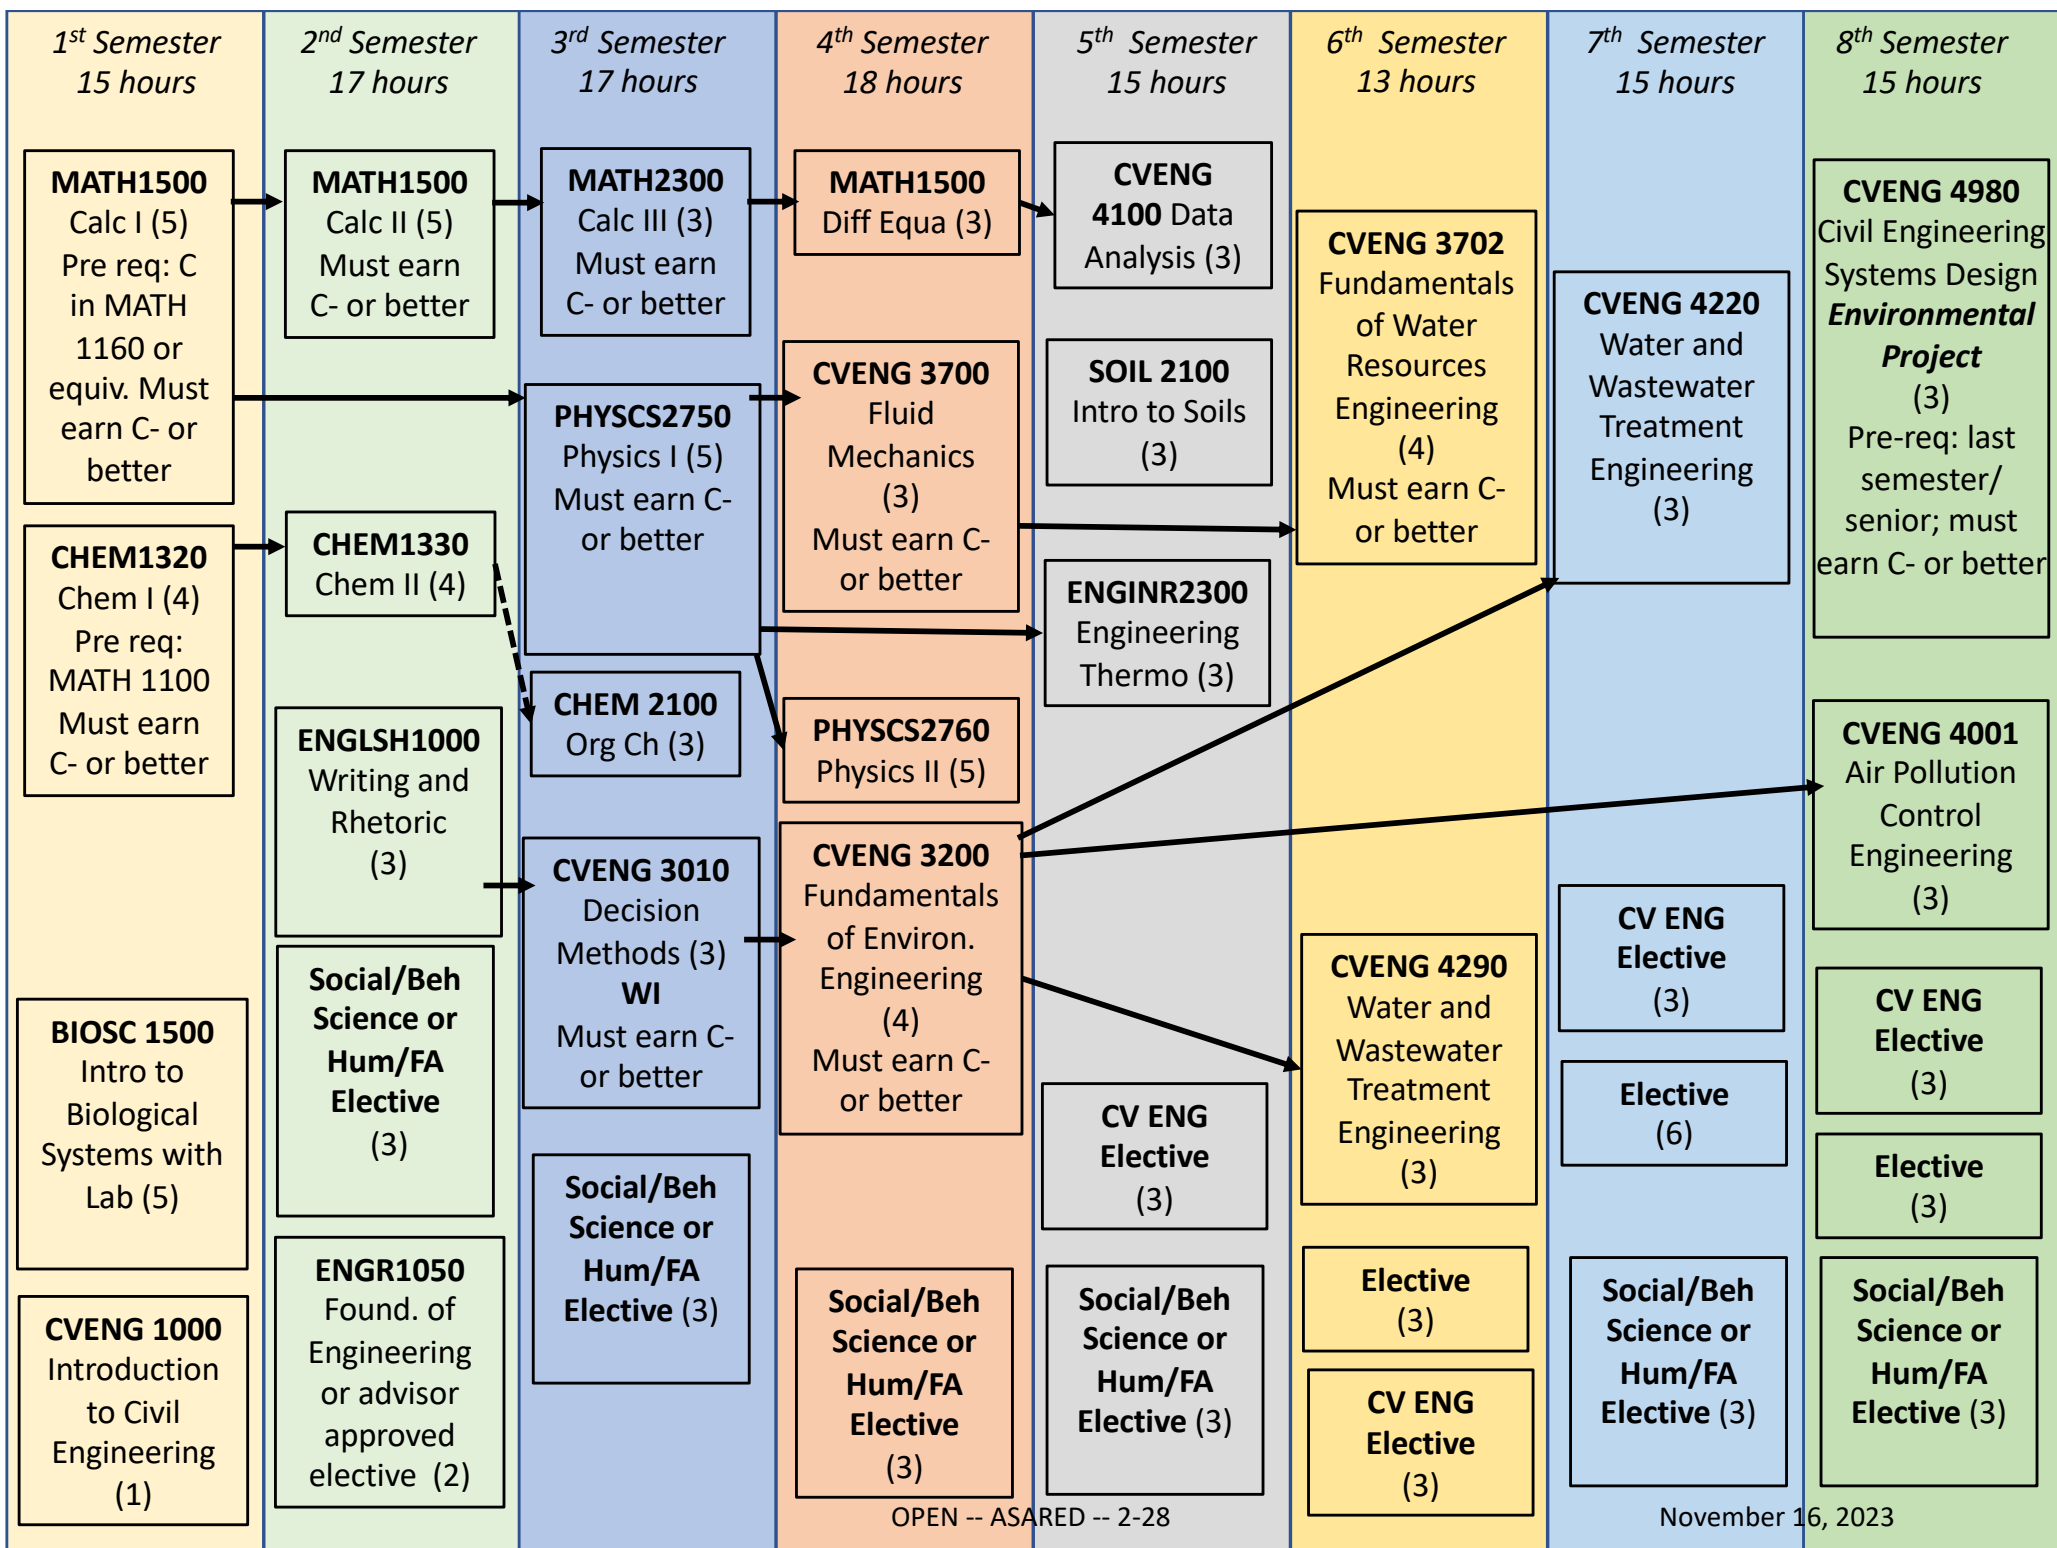 1st Semester
15 hours
MATH1500
Calc I (5)
Pre req: C
in MATH
1160 or
equiv. Must
earn C- or
better
CHEM1320
Chem I (4)
Pre req:
MATH 1100
Must earn
C- or better
BIOSC 1500
Intro to
Biological
Systems with
Lab (5)
CVENG 1000
Introduction
to Civil
Engineering
(1)
2nd Semester
17 hours
MATH1500
Calc II (5)
Must earn
C- or better
CHEM1330
Chem II (4)
ENGLSH1000
Writing and
Rhetoric
(3)
Social/Beh
Science or
Hum/FA
Elective
(3)
ENGR1050
Found. of
Engineering
or advisor
approved
elective (2)
3rd Semester
17 hours
MATH2300
Calc III (3)
Must earn
C- or better
PHYSCS2750
Physics I (5)
Must earn C-
or better
CHEM 2100
Org Ch (3)
CVENG 3010
Decision
Methods (3)
WI
Must earn C-
or better
Social/Beh
Science or
Hum/FA
Elective (3)
4th Semester
18 hours
MATH1500
Diff Equa (3)
CVENG 3700
Fluid
Mechanics
(3)
Must earn C-
or better
PHYSCS2760
Physics II (5)
CVENG 3200
Fundamentals
of Environ.
Engineering
(4)
Must earn C-
or better
Social/Beh
Science or
Hum/FA
Elective
(3)
5th Semester
15 hours
CVENG
4100 Data
Analysis (3)
SOIL 2100
Intro to Soils
(3)
ENGINR2300
Engineering
Thermo (3)
CV ENG
Elective
(3)
Social/Beh
Science or
Hum/FA
Elective (3)
6th Semester
13 hours
CVENG 3702
Fundamentals
of Water
Resources
Engineering
(4)
Must earn C-
or better
CVENG 4290
Water and
Wastewater
Treatment
Engineering
(3)
Elective
(3)
CV ENG
Elective
(3)
7th Semester
15 hours
CVENG 4220
Water and
Wastewater
Treatment
Engineering
(3)
CV ENG
Elective
(3)
Elective
(6)
Social/Beh
Science or
Hum/FA
Elective (3)
8th Semester
15 hours
CVENG 4980
Civil Engineering
Systems Design
Environmental
Project
(3)
Pre-req: last
semester/
senior; must
earn C- or better
CVENG 4001
Air Pollution
Control
Engineering
(3)
CV ENG
Elective
(3)
Elective
(3)
Social/Beh
Science or
Hum/FA
Elective (3)
OPEN -- ASARED -- 2-28
November 16, 2023